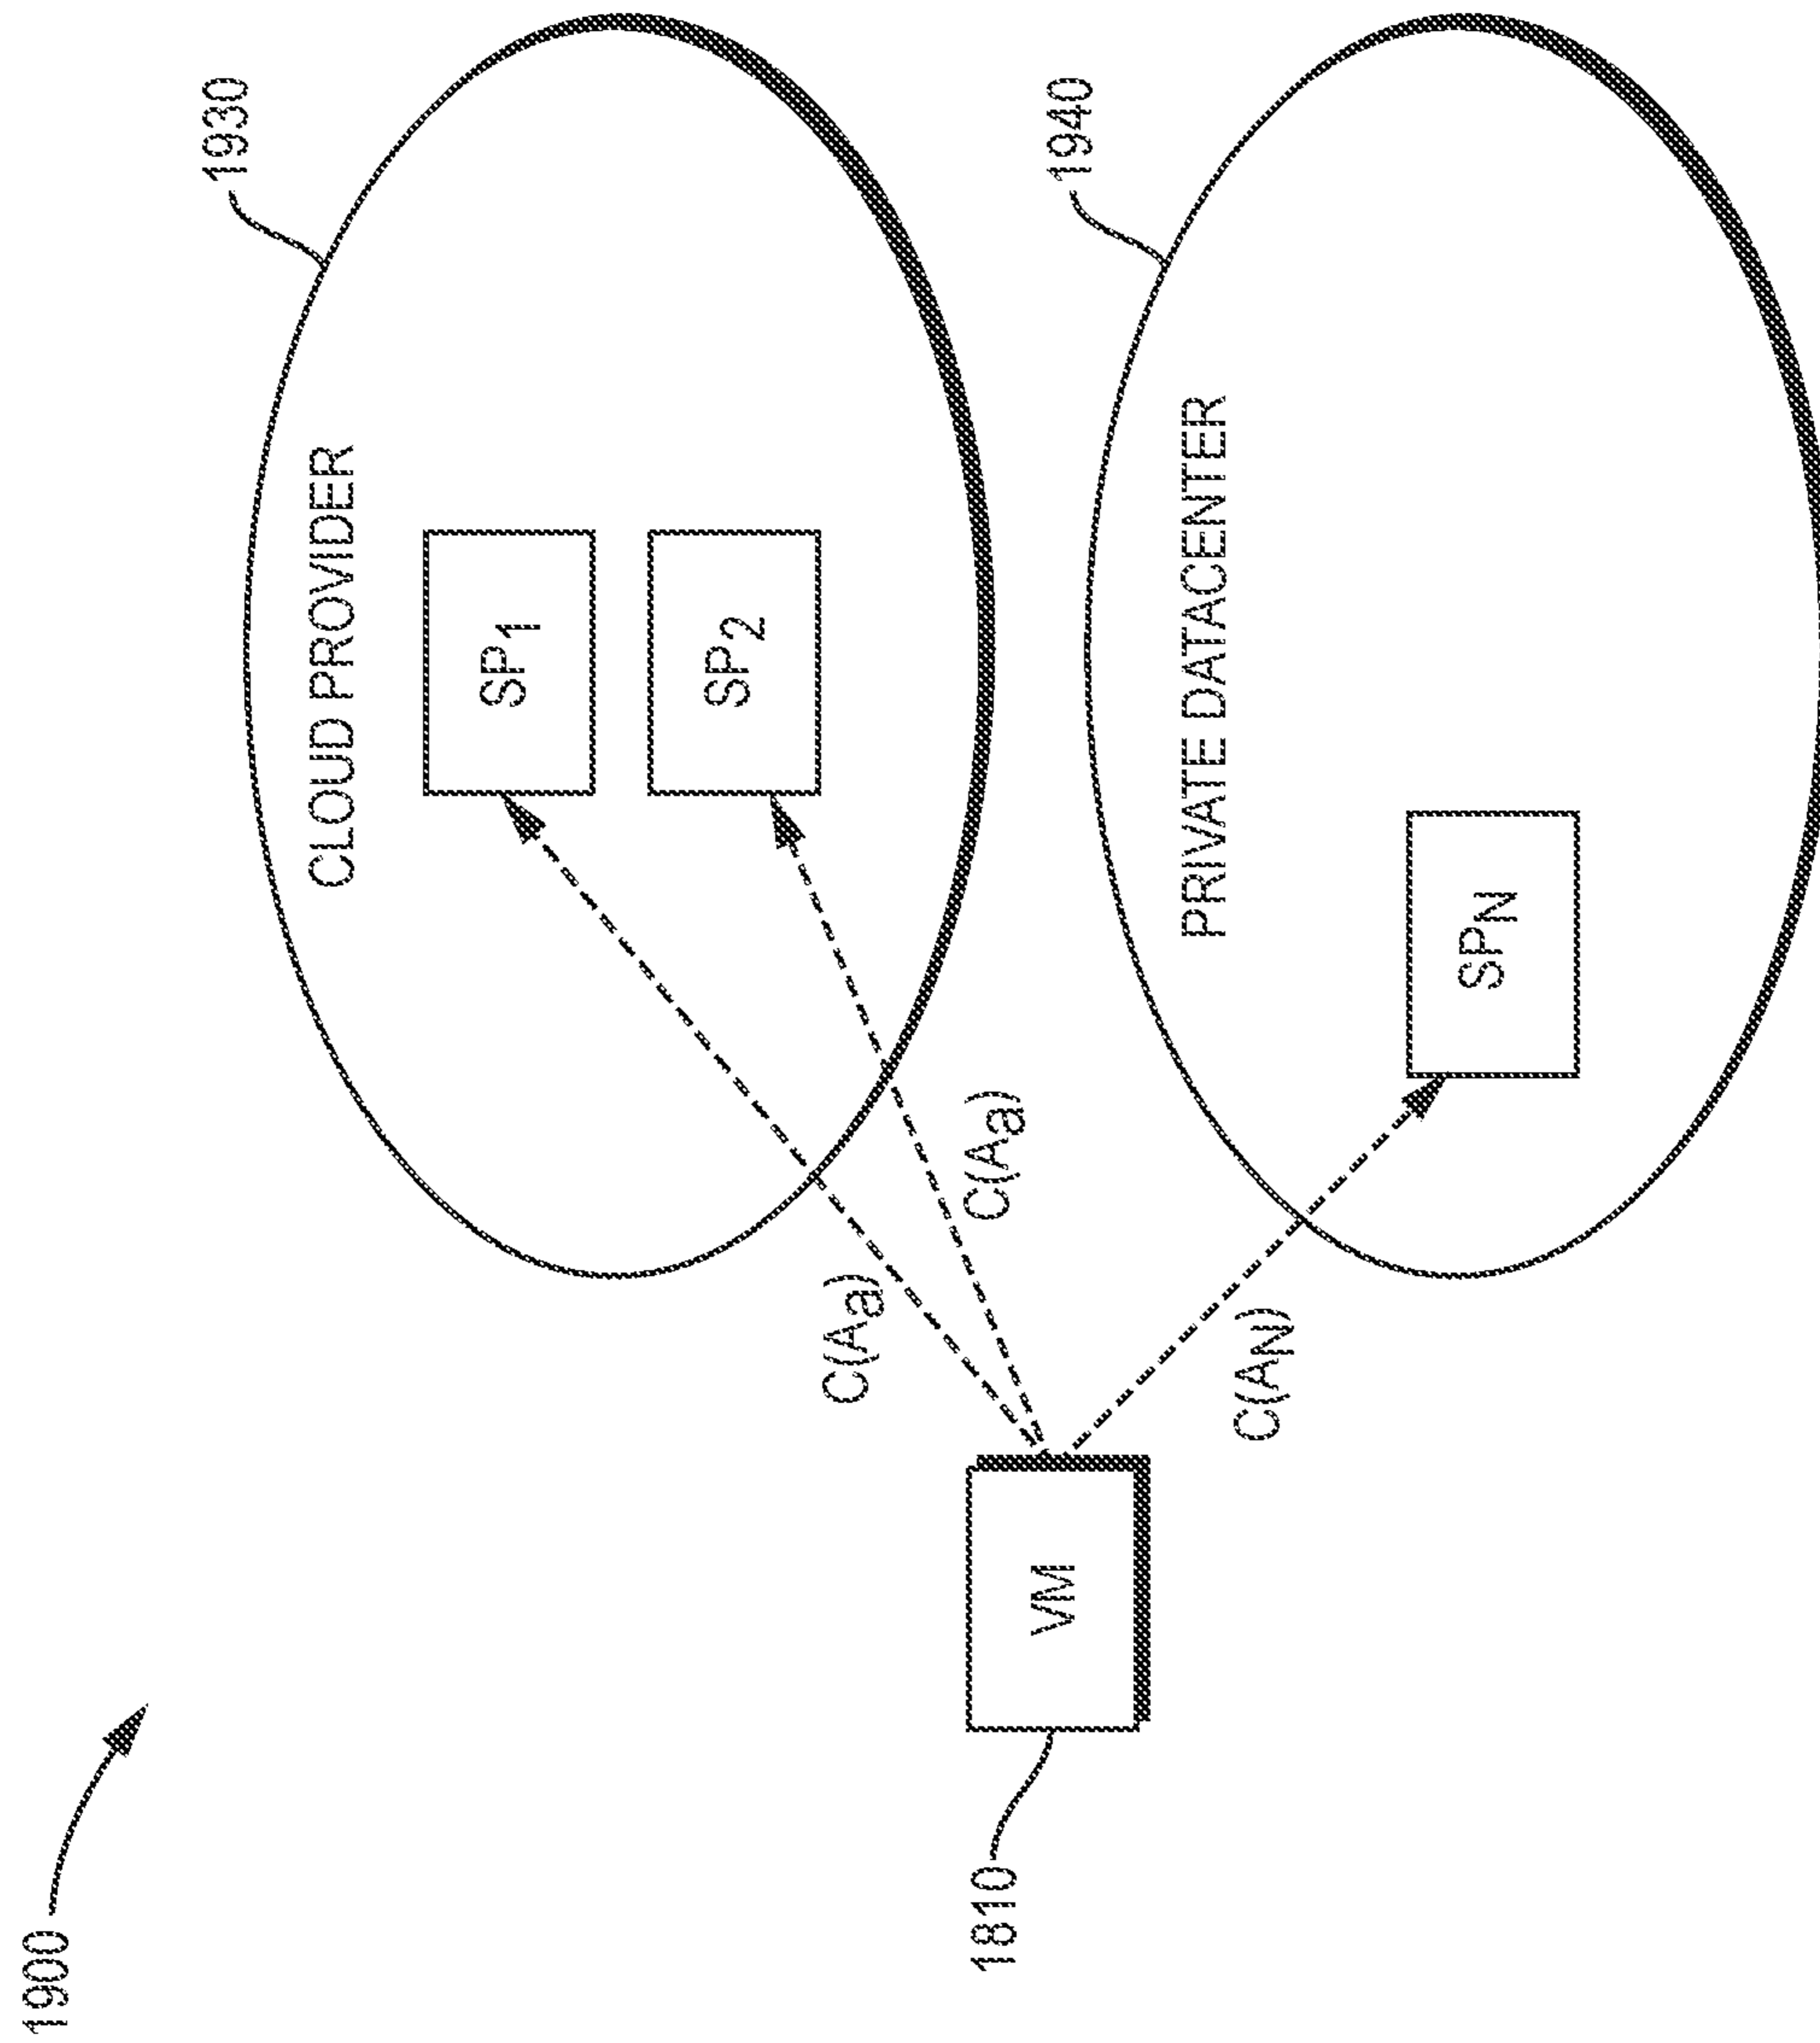 1900
1930
CLOUD PROVIDER
SP1
SP2
C(Aa)
C(Aa)
VM
1810
1940
PRIVATE DATACENTER
C(AN)
SPN